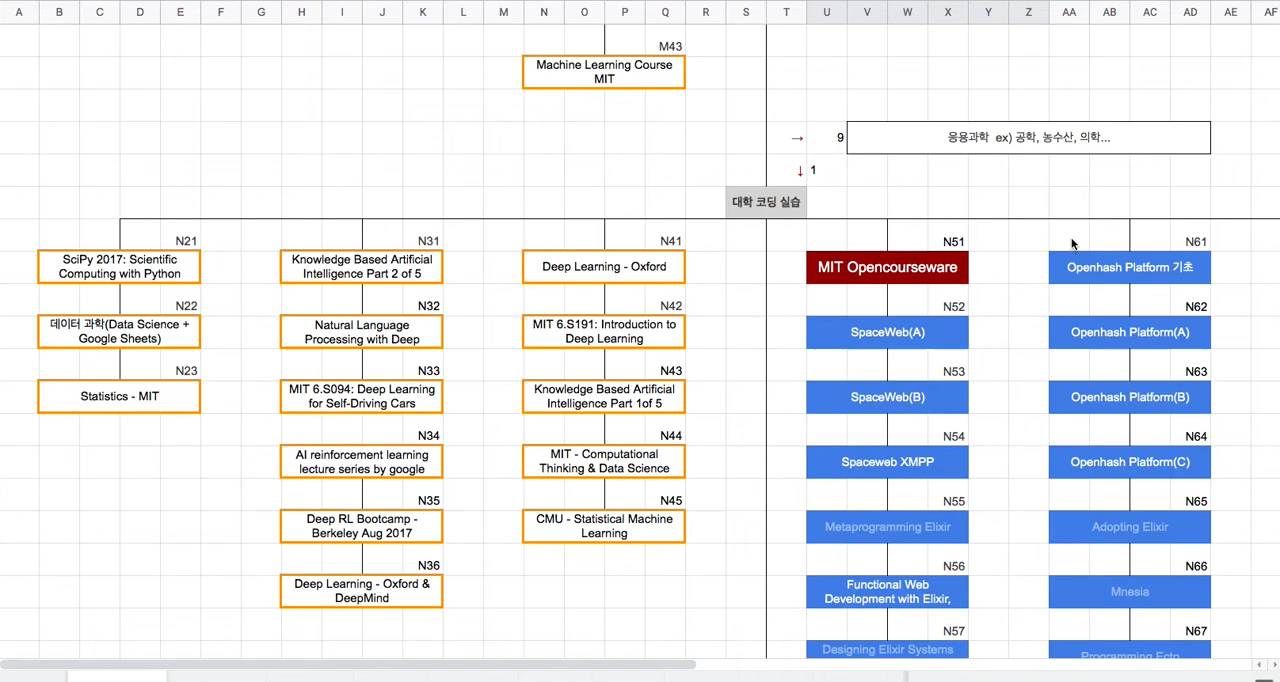 A B C D E F G H I J K L M N O P Q R S T U V W X Y Z AA AB AC AD AE AF
M43
Machine Learning Course
MIT
→ 9 응용과학 ex) 공학, 농수산, 의학...
↓ 1
대학 코딩 실습
N21 N31 N41 N51 N61
SciPy 2017: Scientific
Computing with Python
Knowledge Based Artificial
Intelligence Part 2 of 5
Deep Learning - Oxford
MIT Opencourseware
Openhash Platform 기초
N22 N32 N42 N52 N62
데이터 과학(Data Science +
Google Sheets)
Natural Language
Processing with Deep
MIT 6.S191: Introduction to
Deep Learning
SpaceWeb(A)
Openhash Platform(A)
N23 N33 N43 N53 N63
Statistics - MIT
MIT 6.S094: Deep Learning
for Self-Driving Cars
Knowledge Based Artificial
Intelligence Part 1of 5
SpaceWeb(B)
Openhash Platform(B)
N34 N44 N54 N64
AI reinforcement learning
lecture series by google
MIT - Computational
Thinking & Data Science
Spaceweb XMPP
Openhash Platform(C)
N35 N45 N55 N65
Deep RL Bootcamp -
Berkeley Aug 2017
CMU - Statistical Machine
Learning
Metaprogramming Elixir
Adopting Elixir
N36 N56 N66
Deep Learning - Oxford &
DeepMind
Functional Web
Development with Elixir,
Mnesia
N57 N67
Designing Elixir Systems
Programming Ecto